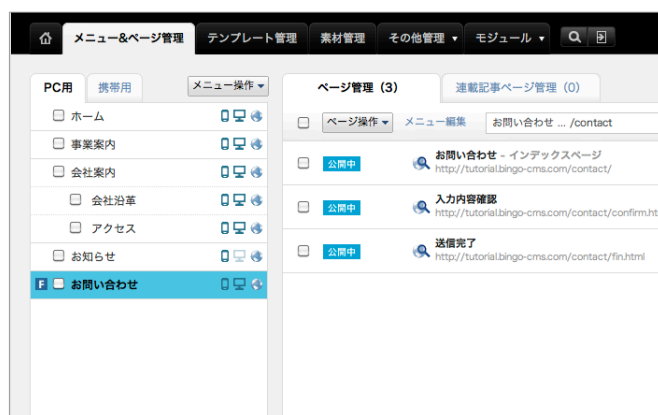 メニュー&ページ管理 テンプレート管理 素材管理 その他管理 ▼ モジュール ▼
PC用 携帯用 メニュー操作 ▼
ホーム
事業案内
会社案内
会社沿革
アクセス
お知らせ
F お問い合わせ
ページ管理（3） 連載記事ページ管理（0）
ページ操作 ▼ メニュー編集 お問い合わせ ... /contact
公開中 お問い合わせ - インデックスページ
http://tutorial.bingo-cms.com/contact/
公開中 入力内容確認
http://tutorial.bingo-cms.com/contact/confirm.ht
公開中 送信完了
http://tutorial.bingo-cms.com/contact/fin.html